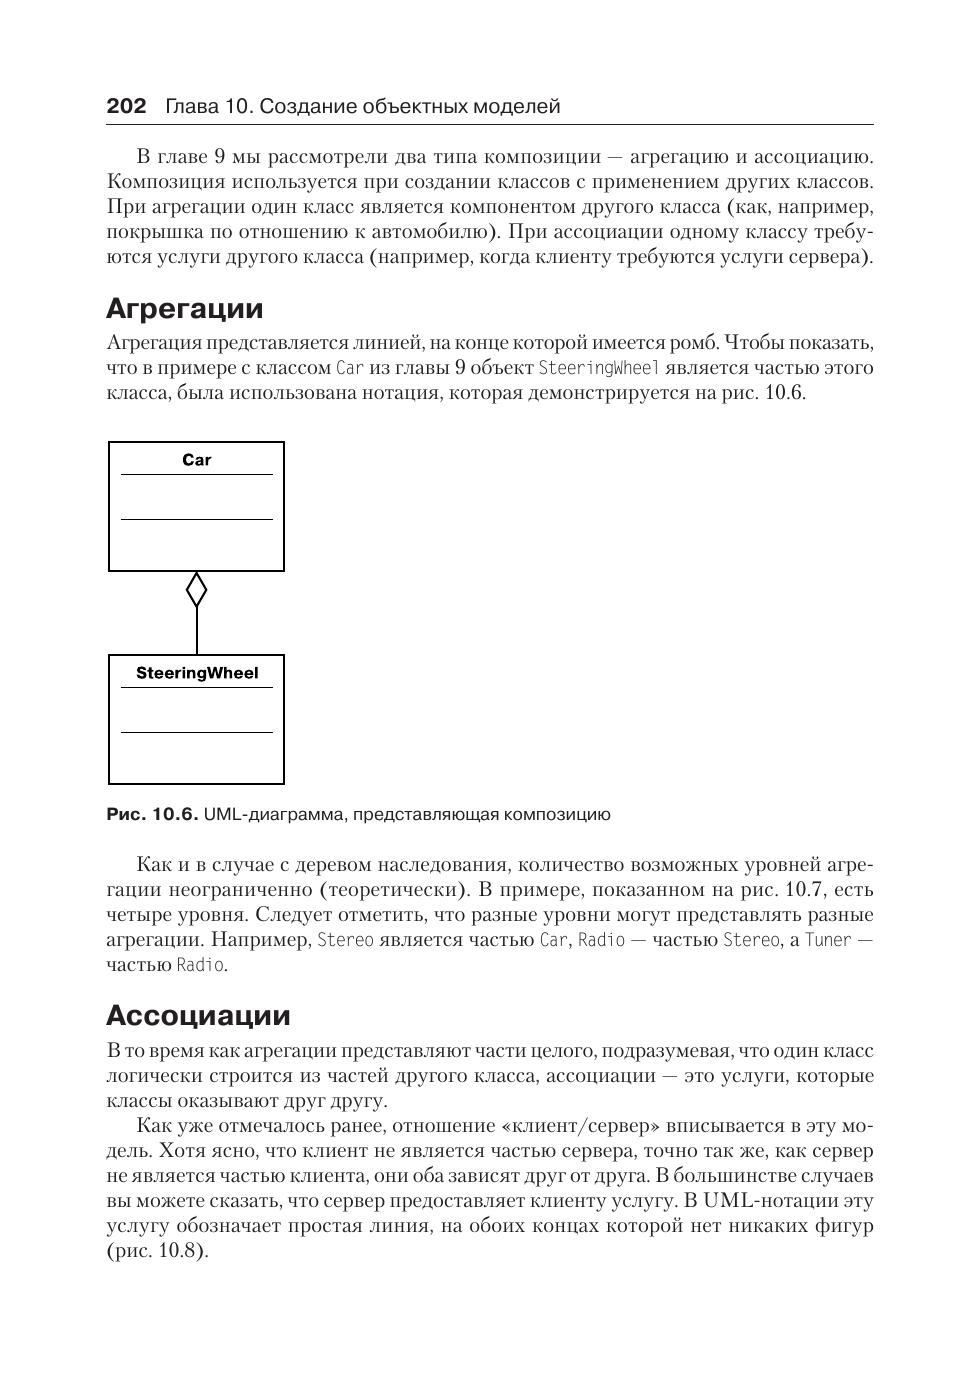 202 Глава 10. Создание объектных моделей
В главе 9 мы рассмотрели два типа композиции — агрегацию и ассоциацию.
Композиция используется при создании классов с применением других классов.
При агрегации один класс является компонентом другого класса (как, например,
покрышка по отношению к автомобилю). При ассоциации одному классу требу-
ются услуги другого класса (например, когда клиенту требуются услуги сервера).
Агрегации
Агрегация представляется линией, на конце которой имеется ромб. Чтобы показать,
что в примере с классом Car из главы 9 объект SteeringWheel является частью этого
класса, была использована нотация, которая демонстрируется на рис. 10.6.
Car
SteeringWheel
Рис. 10.6. UML-диаграмма, представляющая композицию
Как и в случае с деревом наследования, количество возможных уровней агре-
гации неограниченно (теоретически). В примере, показанном на рис. 10.7, есть
четыре уровня. Следует отметить, что разные уровни могут представлять разные
агрегации. Например, Stereo является частью Car, Radio — частью Stereo, а Tuner —
частью Radio.
Ассоциации
В то время как агрегации представляют части целого, подразумевая, что один класс
логически строится из частей другого класса, ассоциации — это услуги, которые
классы оказывают друг другу.
Как уже отмечалось ранее, отношение «клиент/сервер» вписывается в эту мо-
дель. Хотя ясно, что клиент не является частью сервера, точно так же, как сервер
не является частью клиента, они оба зависят друг от друга. В большинстве случаев
вы можете сказать, что сервер предоставляет клиенту услугу. В UML-нотации эту
услугу обозначает простая линия, на обоих концах которой нет никаких фигур
(рис. 10.8).